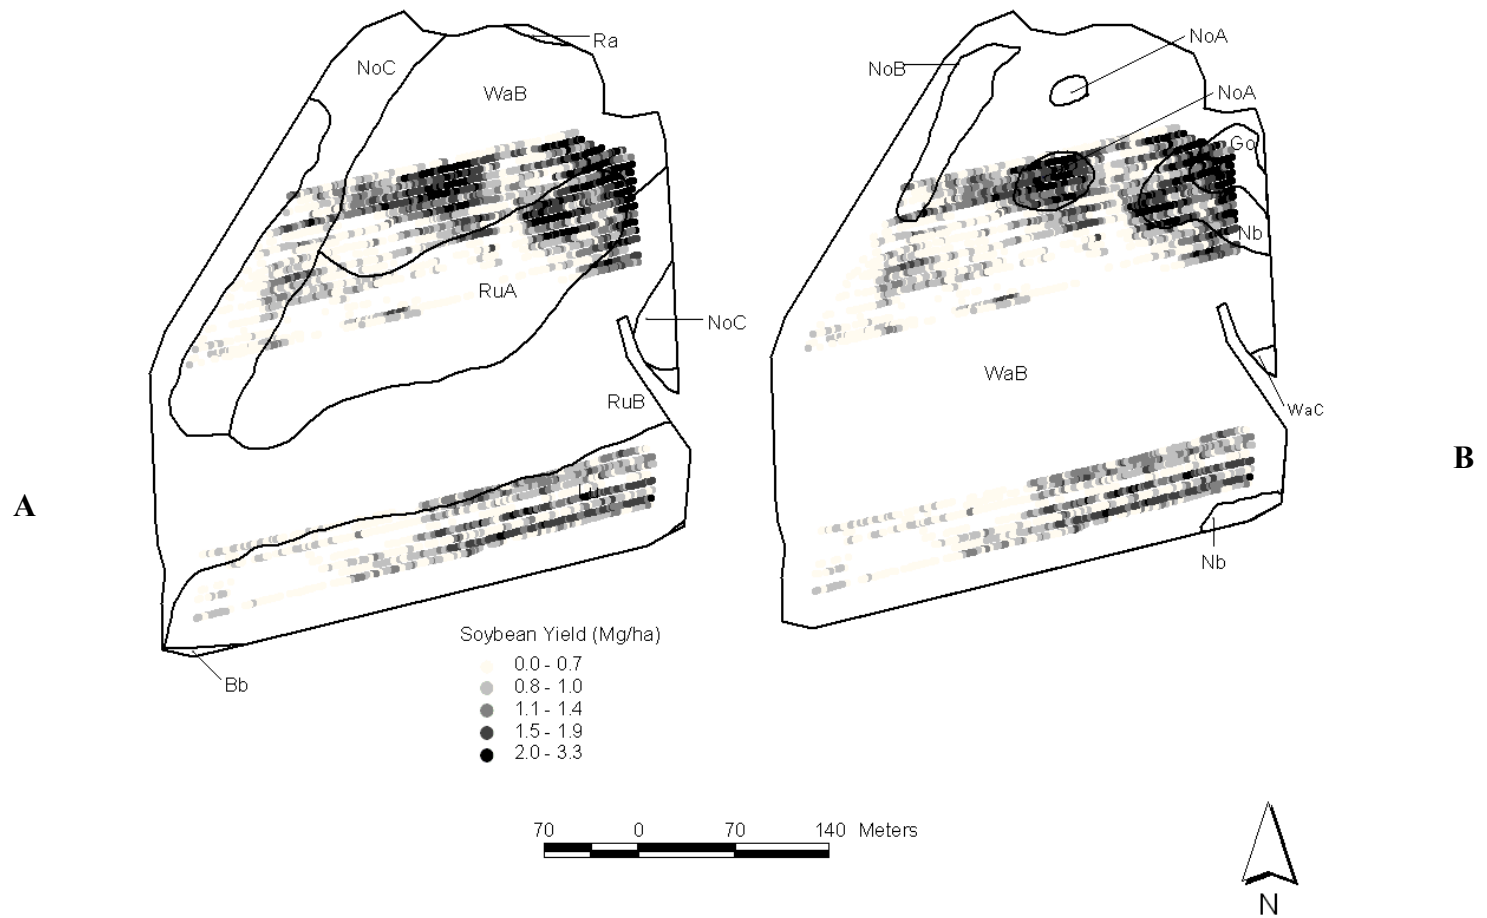 NoC
Ra
WaB
RuA
NoC
RuB
Bb
A
NoB
NoA
NoA
Go
Nb
WaB
WaC
Nb
B
Soybean Yield (Mg/ha)
0.0 - 0.7
0.8 - 1.0
1.1 - 1.4
1.5 - 1.9
2.0 - 3.3
70 0 70 140 Meters
N